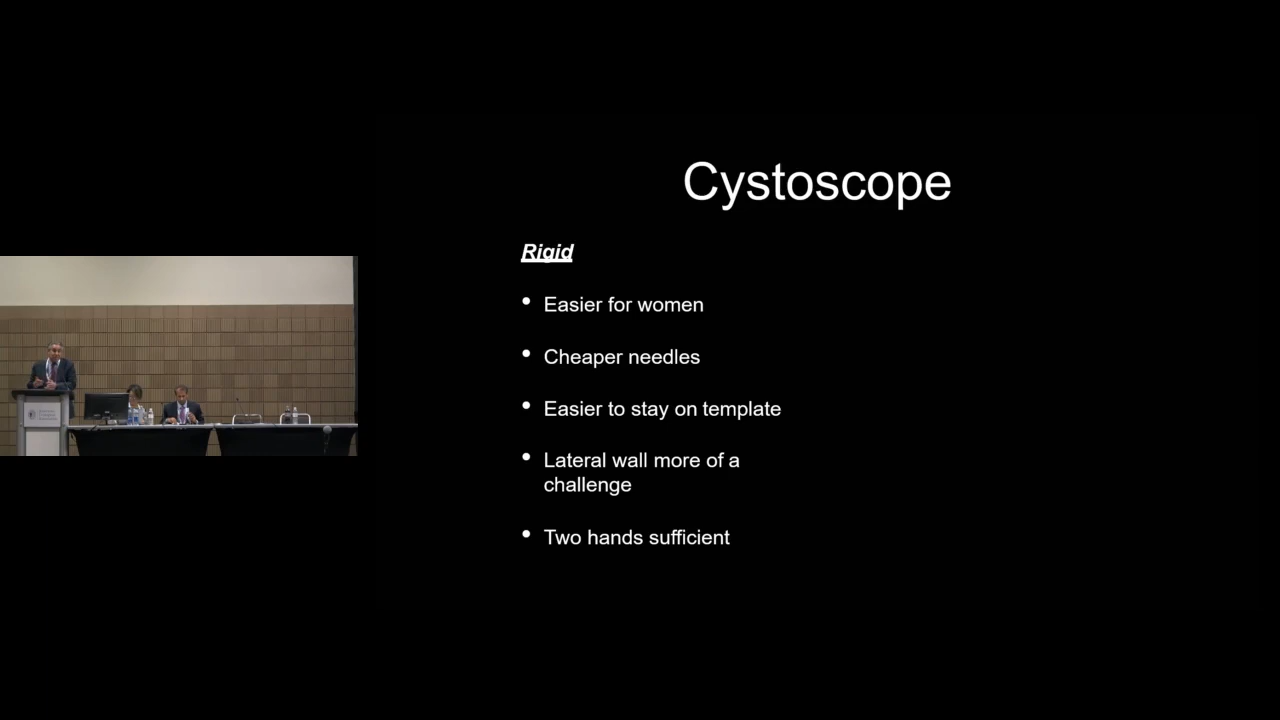 Cystoscope
Rigid
• Easier for women
• Cheaper needles
• Easier to stay on template
• Lateral wall more of a
challenge
• Two hands sufficient